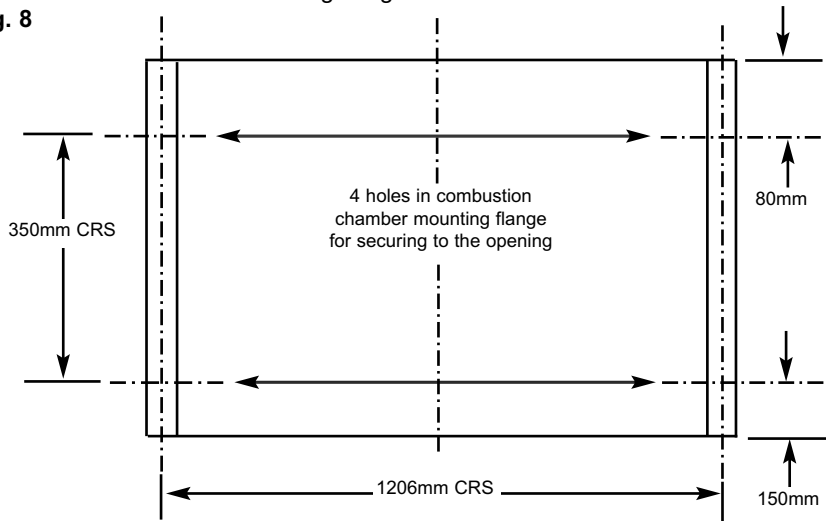 g. 8
80mm
4 holes in combustion
chamber mounting flange
for securing to the opening
350mm CRS
1206mm CRS
150mm